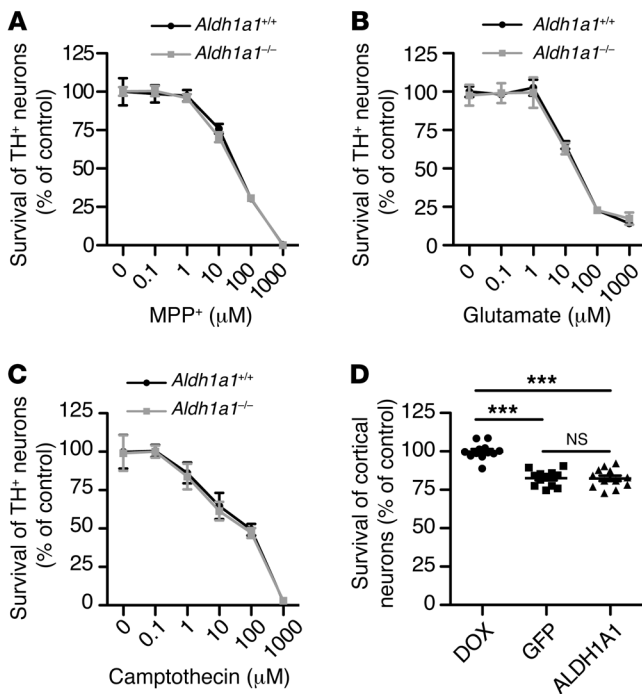 A
Aldh1a1+/+
Aldh1a1–/–
Survival of TH+ neurons
(% of control)
125
100
75
50
25
0
0
0.1
1
10
100
1000
MPP+ (μM)
B
Aldh1a1+/+
Aldh1a1–/–
Survival of TH+ neurons
(% of control)
125
100
75
50
25
0
0
0.1
1
10
100
1000
Glutamate (μM)
C
Aldh1a1+/+
Aldh1a1–/–
Survival of TH+ neurons
(% of control)
125
100
75
50
25
0
0
0.1
1
10
100
1000
Camptothecin (μM)
D
***
***
NS
Survival of cortical
neurons (% of control)
125
100
75
50
25
0
DOX
GFP
ALDH1A1